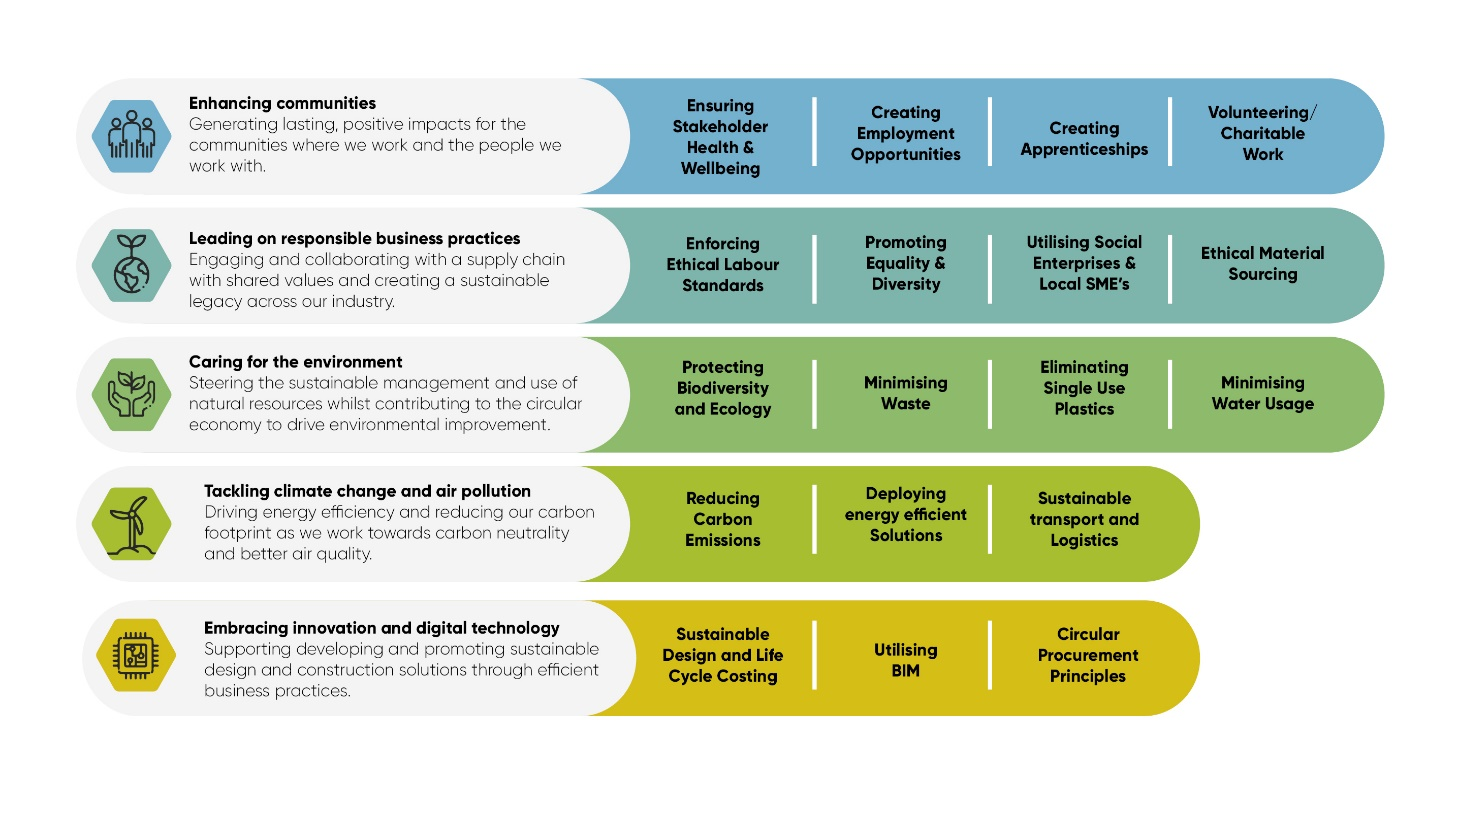 Enhancing communities
Generating lasting, positive impacts for the
communities where we work and the people we
work with.
Ensuring
Stakeholder
Health &
Wellbeing
Creating
Employment
Opportunities
Creating
Apprenticeships
Volunteering/
Charitable
Work
Leading on responsible business practices
Engaging and collaborating with a supply chain
with shared values and creating a sustainable
legacy across our industry.
Enforcing
Ethical Labour
Standards
Promoting
Equality &
Diversity
Utilising Social
Enterprises &
Local SME's
Ethical Material
Sourcing
Caring for the environment
Steering the sustainable management and use of
natural resources whilst contributing to the circular
economy to drive environmental improvement.
Protecting
Biodiversity
and Ecology
Minimising
Waste
Eliminating
Single Use
Plastics
Minimising
Water Usage
Tackling climate change and air pollution
Driving energy efficiency and reducing our carbon
footprint as we work towards carbon neutrality
and better air quality.
Reducing
Carbon
Emissions
Deploying
energy efficient
Solutions
Sustainable
transport and
Logistics
Embracing innovation and digital technology
Supporting developing and promoting sustainable
design and construction solutions through efficient
business practices.
Sustainable
Design and Life
Cycle Costing
Utilising
BIM
Circular
Procurement
Principles